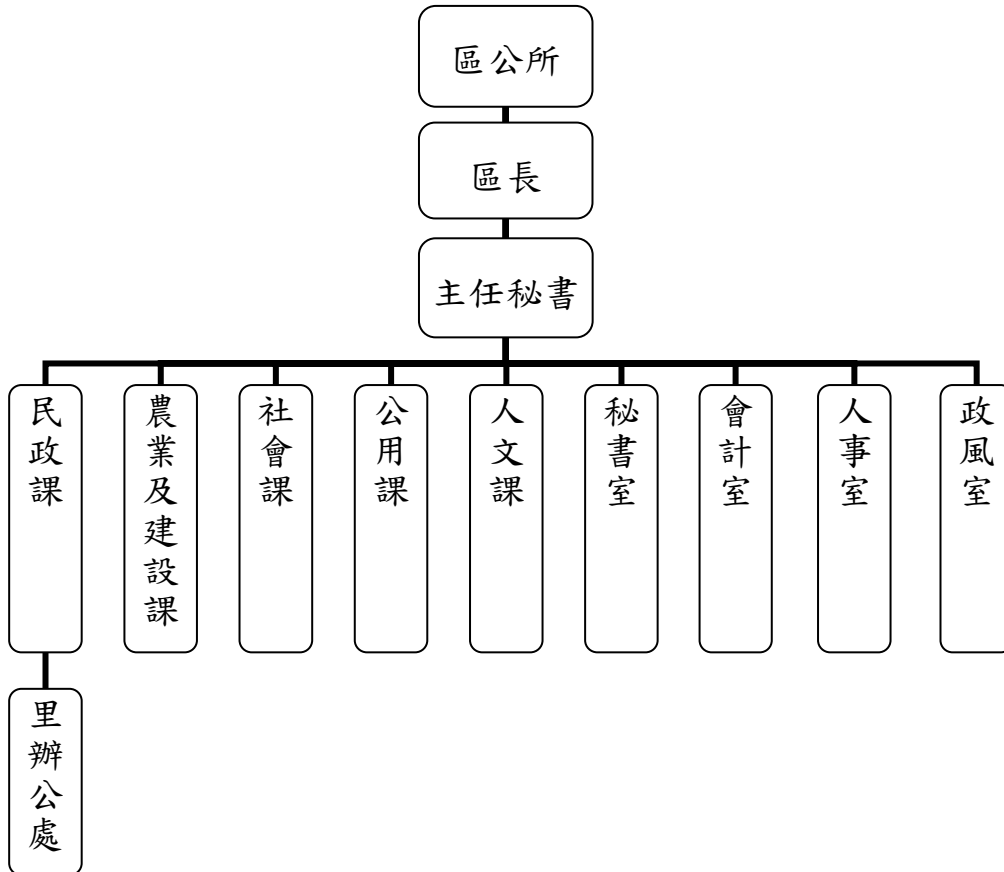 區公所
區長
主任秘書
民政課
農業及建設課
社會課
公用課
人文課
秘書室
會計室
人事室
政風室
里辦公處